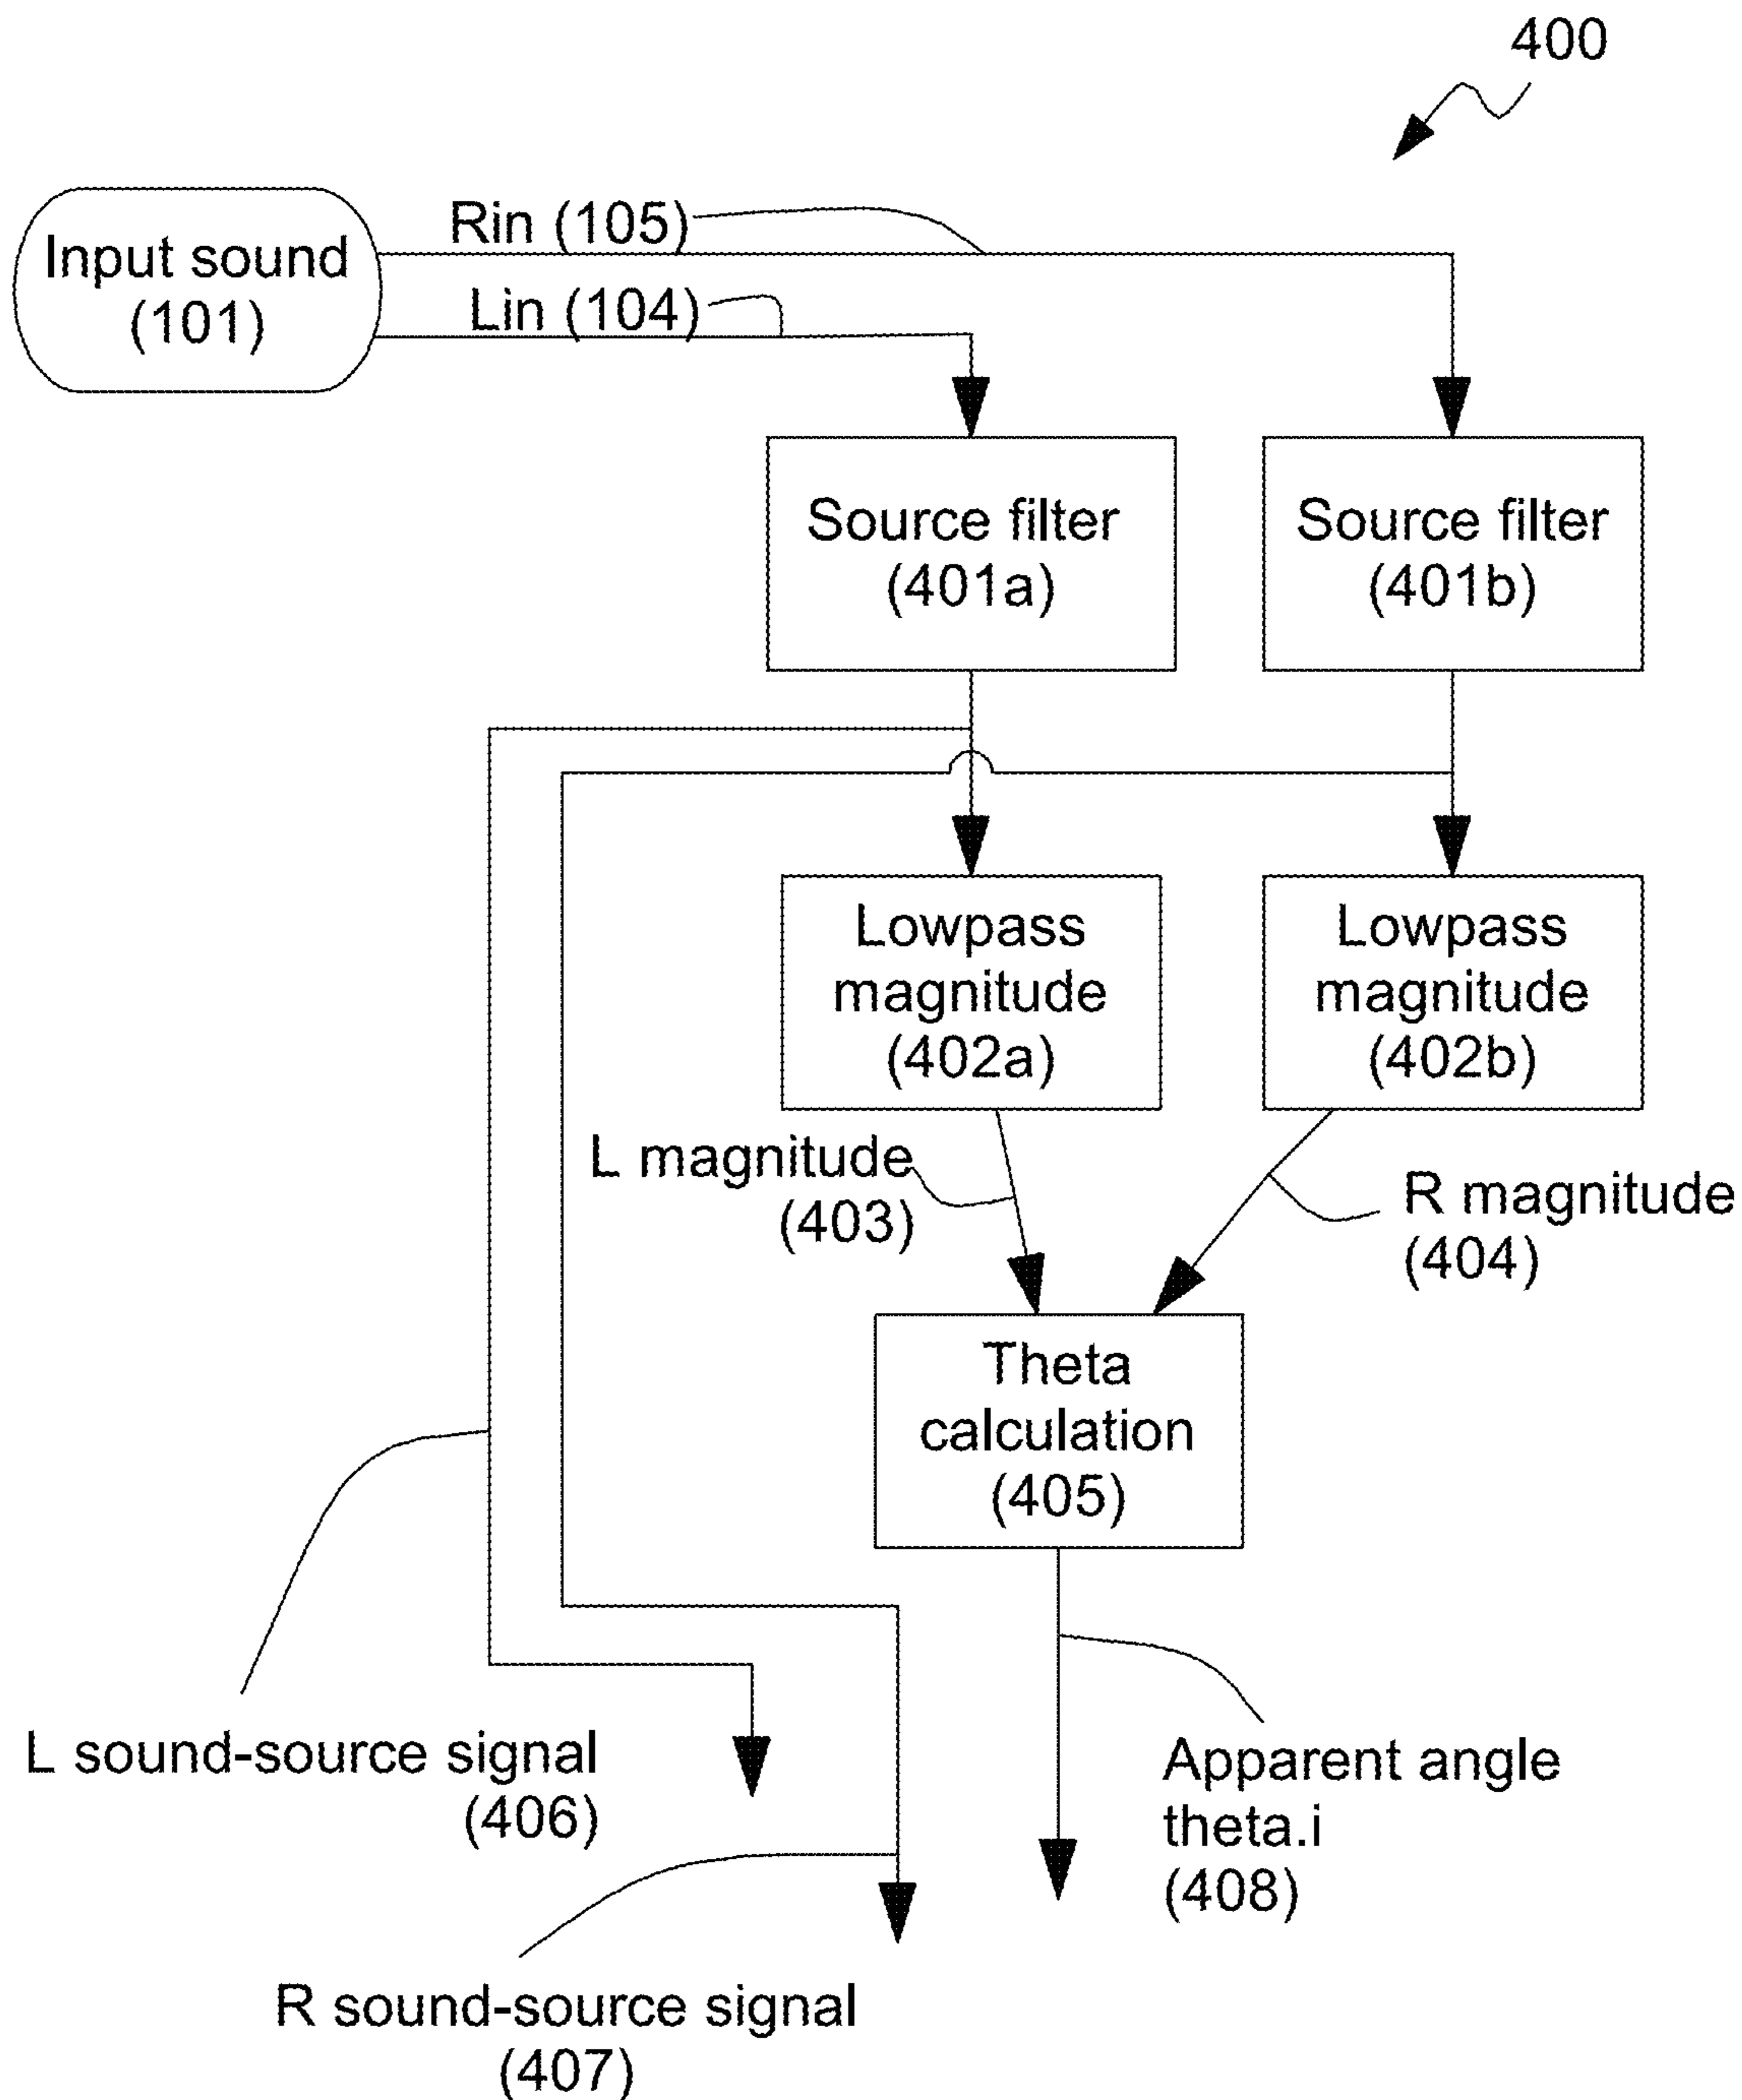 400
Input sound
(101)
Rin (105)
Lin (104)
Source filter
(401a)
Source filter
(401b)
Lowpass
magnitude
(402a)
Lowpass
magnitude
(402b)
L magnitude
(403)
R magnitude
(404)
Theta
calculation
(405)
L sound-source signal
(406)
Apparent angle
theta.i
(408)
R sound-source signal
(407)